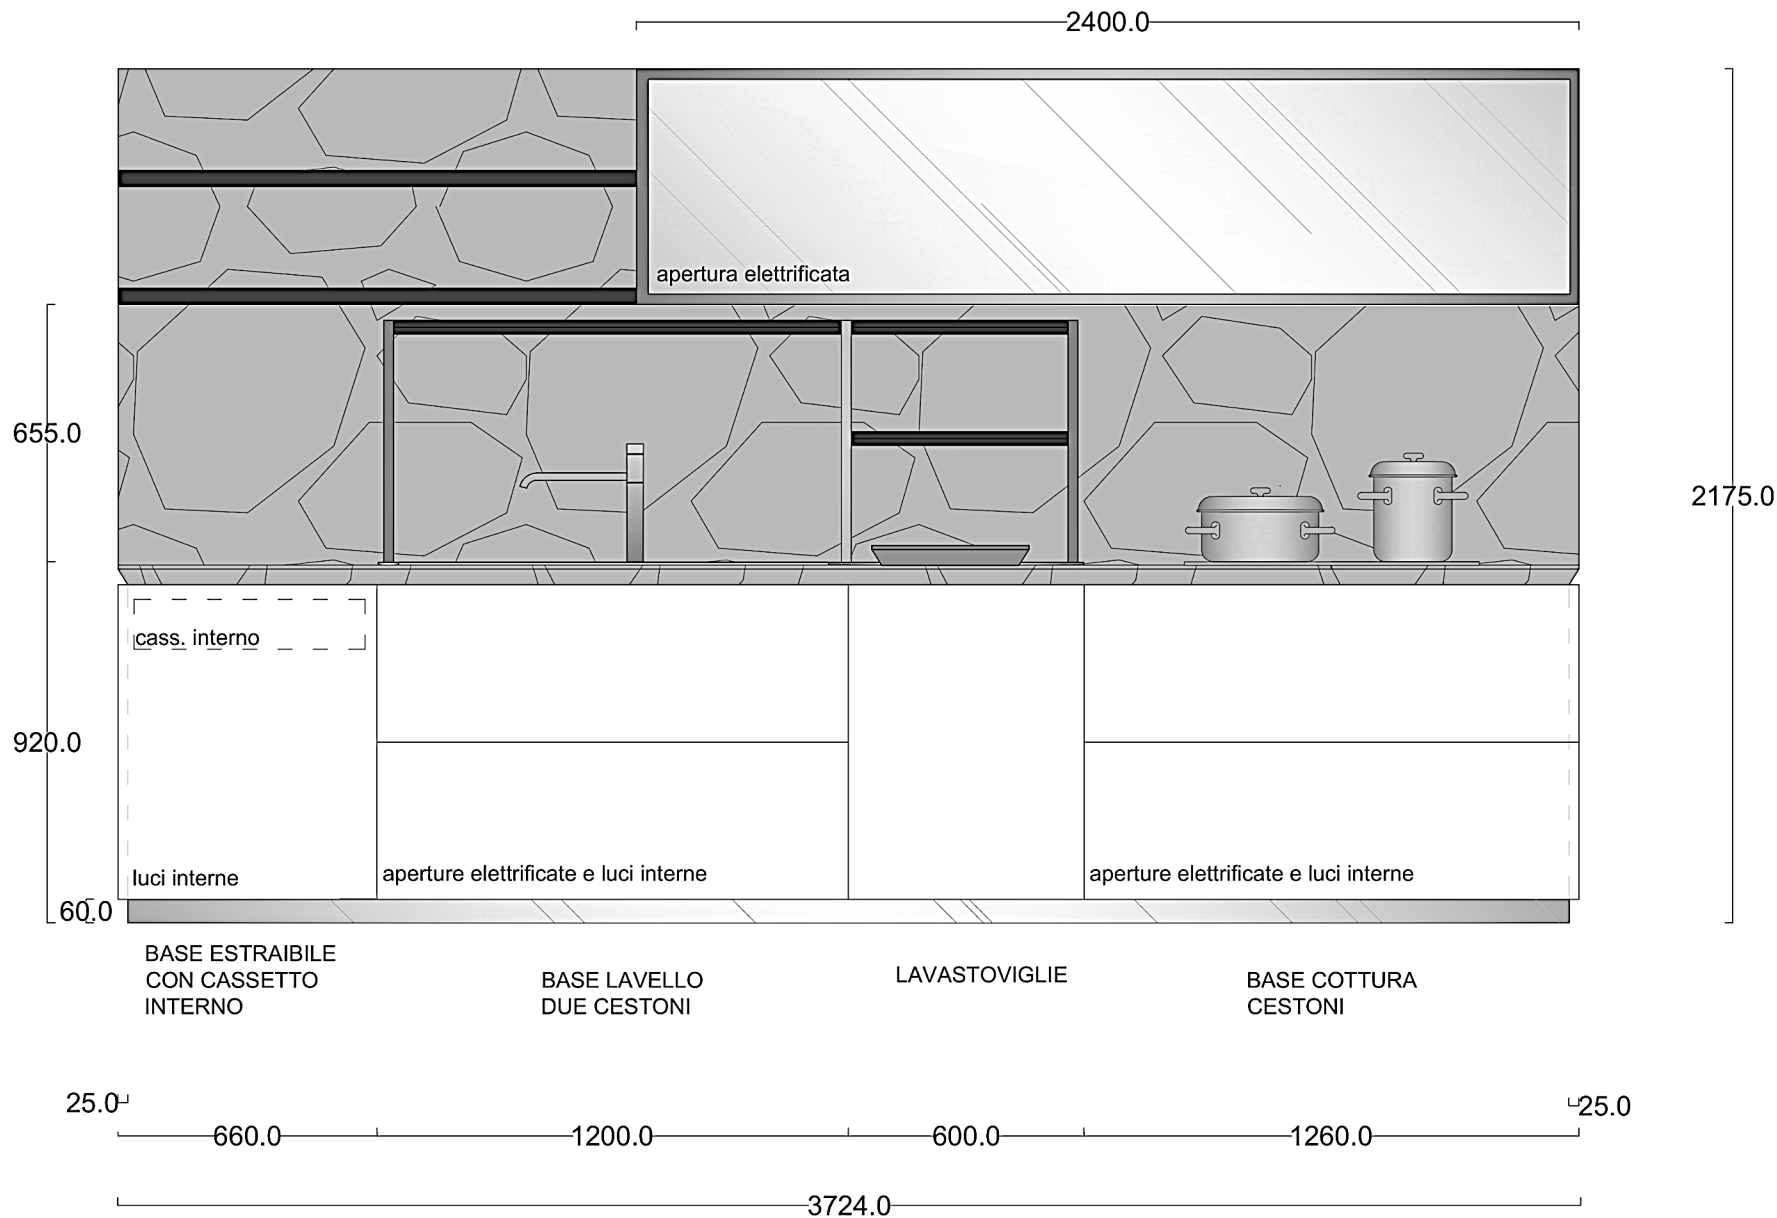 2400.0
apertura elettrificata
655.0
2175.0
cass. interno
920.0
luci interne
aperture elettrificate e luci interne
aperture elettrificate e luci interne
60.0
BASE ESTRAIBILE
CON CASSETTO
INTERNO
BASE LAVELLO
DUE CESTONI
LAVASTOVIGLIE
BASE COTTURA
CESTONI
25.0
25.0
660.0
1200.0
600.0
1260.0
3724.0